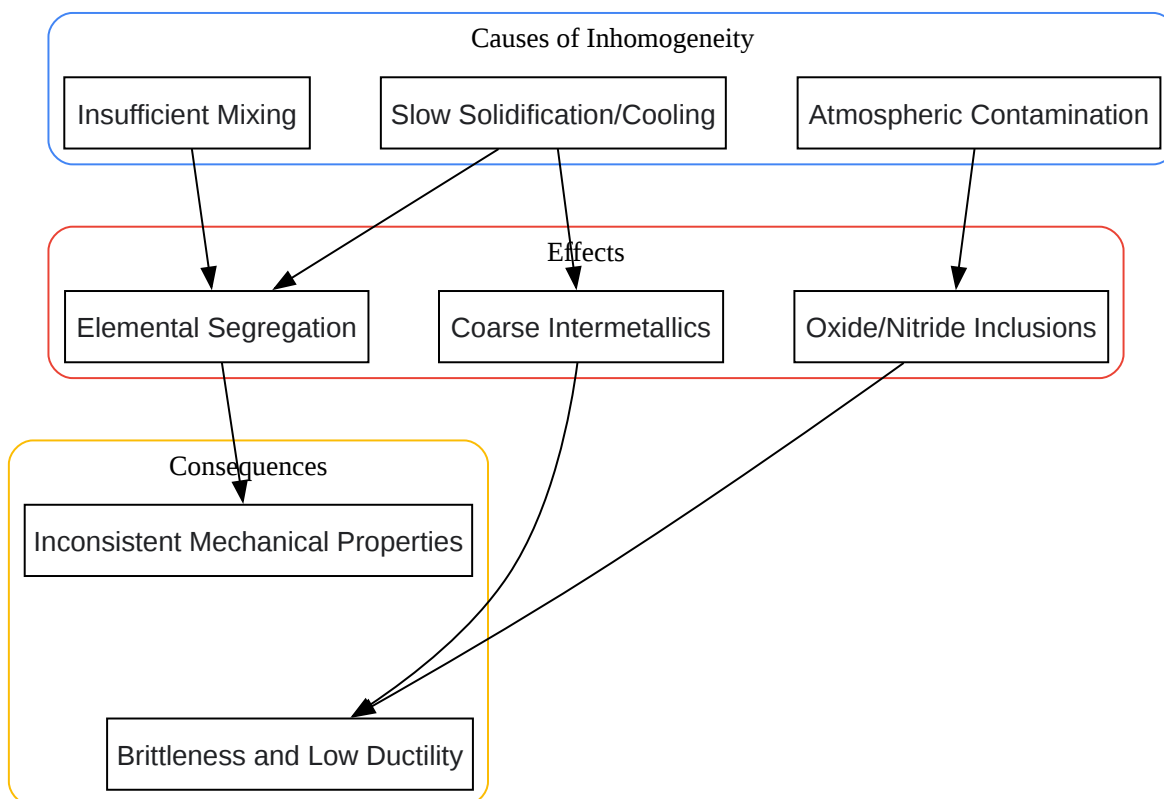 Causes of Inhomogeneity
Insufficient Mixing
Slow Solidification/Cooling
Atmospheric Contamination
Effects
Elemental Segregation
Coarse Intermetallics
Oxide/Nitride Inclusions
Consequences
Inconsistent Mechanical Properties
Brittleness and Low Ductility